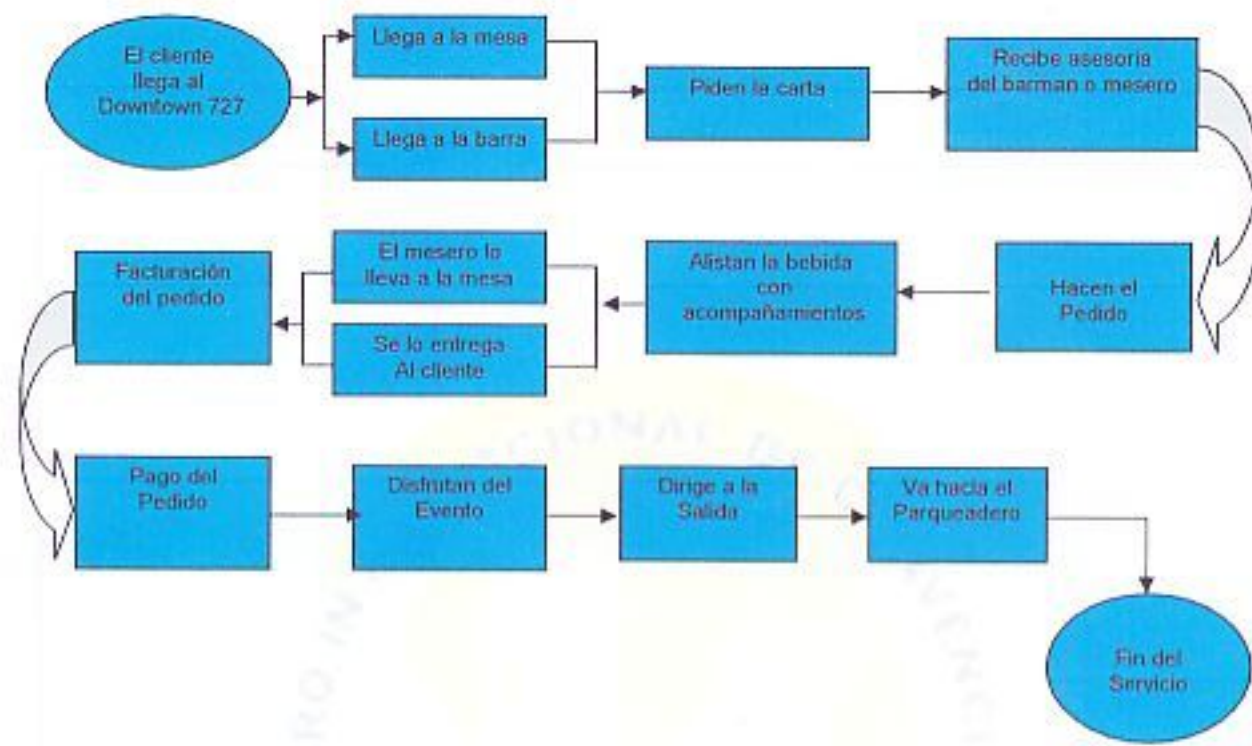 El cliente
llega al
Downtown 727
Llega a la mesa
Llega a la barra
Piden la carta
Recibe asesoria
del barman o mesero
Facturación
del pedido
El mesero lo
lleva a la mesa
Se lo entrega
Al cliente
Alistan la bebida
con
acompañamientos
Hacen el
Pedido
Pago del
Pedido
Disfrutan del
Evento
Dirige a la
Salida
Va hacia el
Parqueadero
Fin del
Servicio